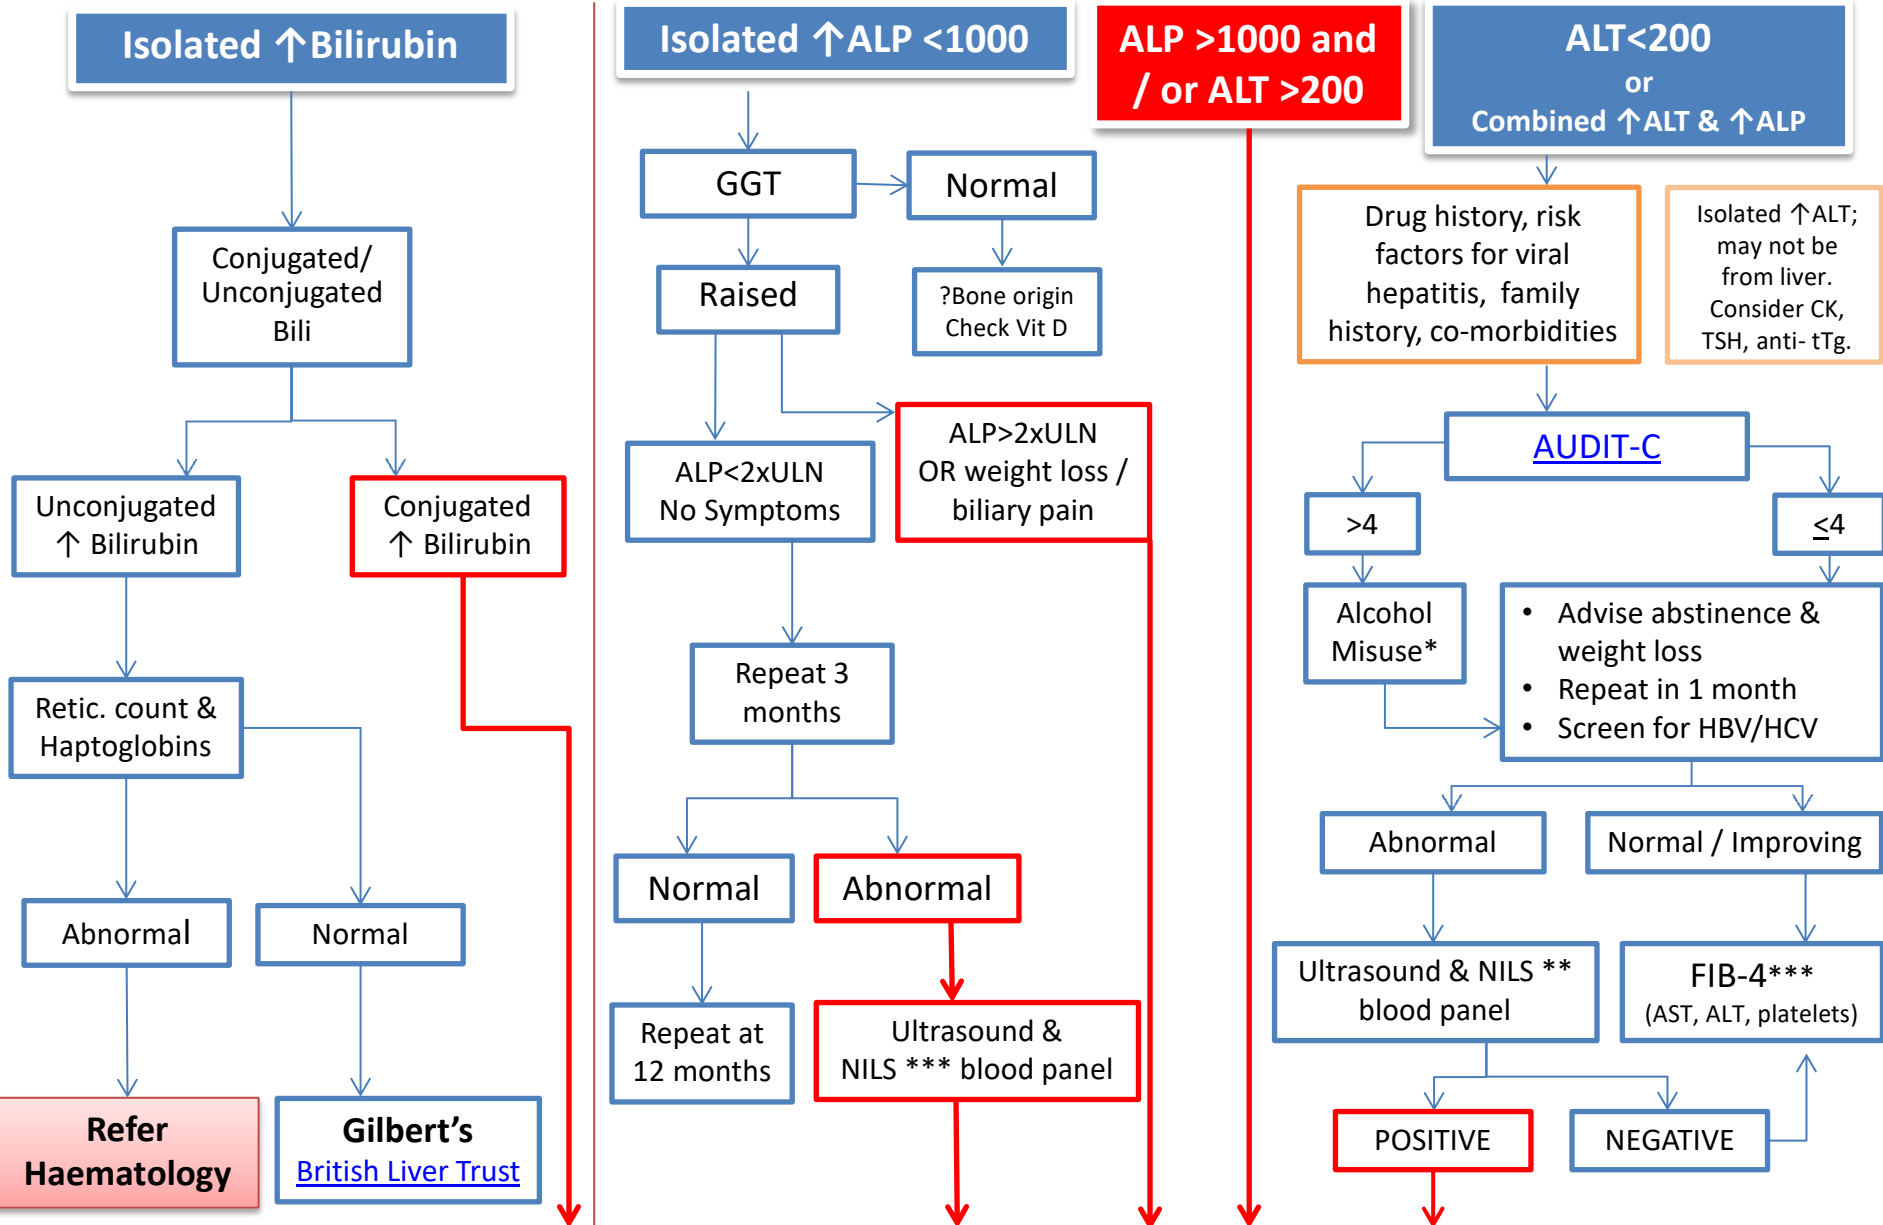 Isolated ↑Bilirubin
Conjugated/
Unconjugated
Bili
Unconjugated
↑ Bilirubin
Conjugated
↑ Bilirubin
Retic. count &
Haptoglobins
Abnormal
Normal
Refer
Haematology
Gilbert's
British Liver Trust
Isolated ↑ALP <1000
GGT
Normal
Raised
?Bone origin
Check Vit D
ALP<2xULN
No Symptoms
ALP>2xULN
OR weight loss /
biliary pain
Repeat 3
months
Normal
Abnormal
Repeat at
12 months
Ultrasound &
NILS *** blood panel
ALP >1000 and
/ or ALT >200
ALT<200
or
Combined ↑ALT & ↑ALP
Drug history, risk
factors for viral
hepatitis, family
history, co-morbidities
Isolated ↑ALT;
may not be
from liver.
Consider CK,
TSH, anti- tTg.
AUDIT-C
>4
≤4
Alcohol
Misuse*
• Advise abstinence &
weight loss
• Repeat in 1 month
• Screen for HBV/HCV
Abnormal
Normal / Improving
Ultrasound & NILS **
blood panel
FIB-4***
(AST, ALT, platelets)
POSITIVE
NEGATIVE